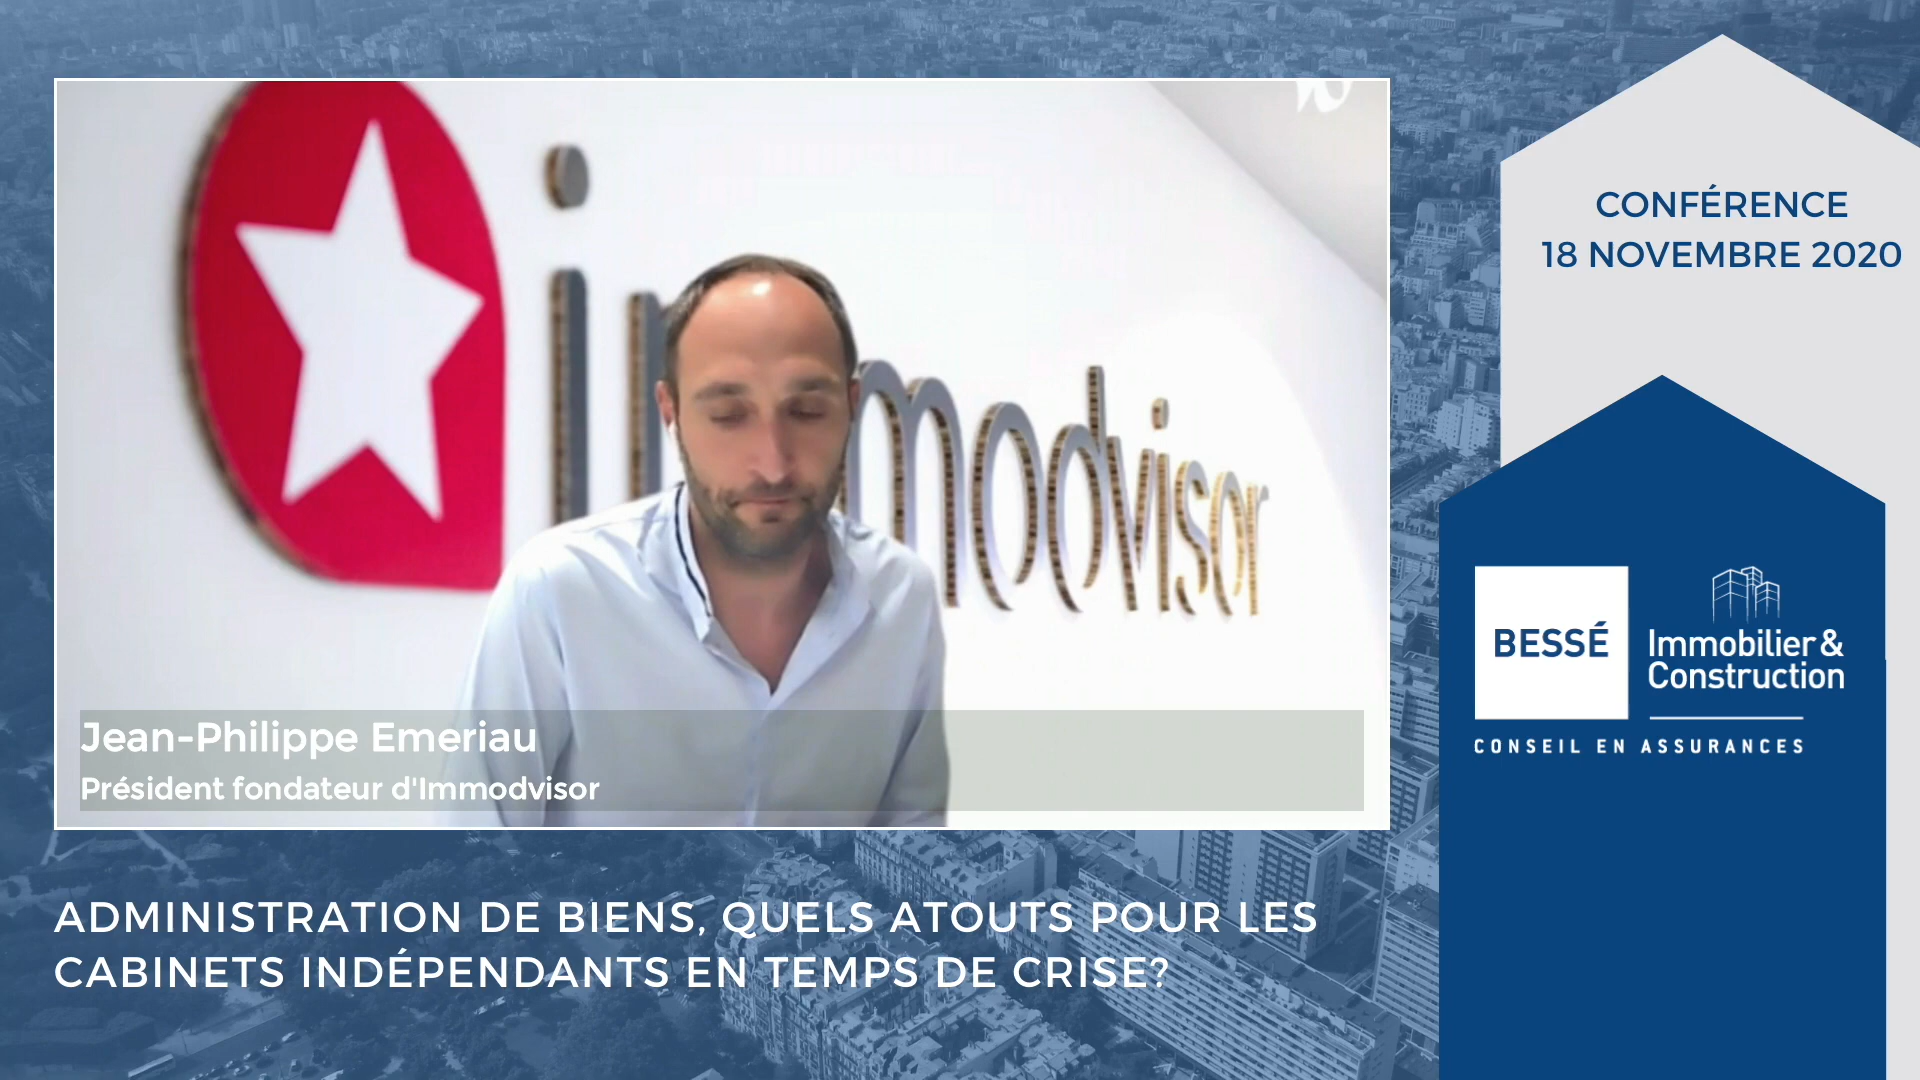 immodvisor
Jean-Philippe Emeriau
Président fondateur d'Immodvisor
ADMINISTRATION DE BIENS, QUELS ATOUTS POUR LES
CABINETS INDÉPENDANTS EN TEMPS DE CRISE?
CONFÉRENCE
18 NOVEMBRE 2020
BESSÉ
Immobilier &
Construction
CONSEIL EN ASSURANCES